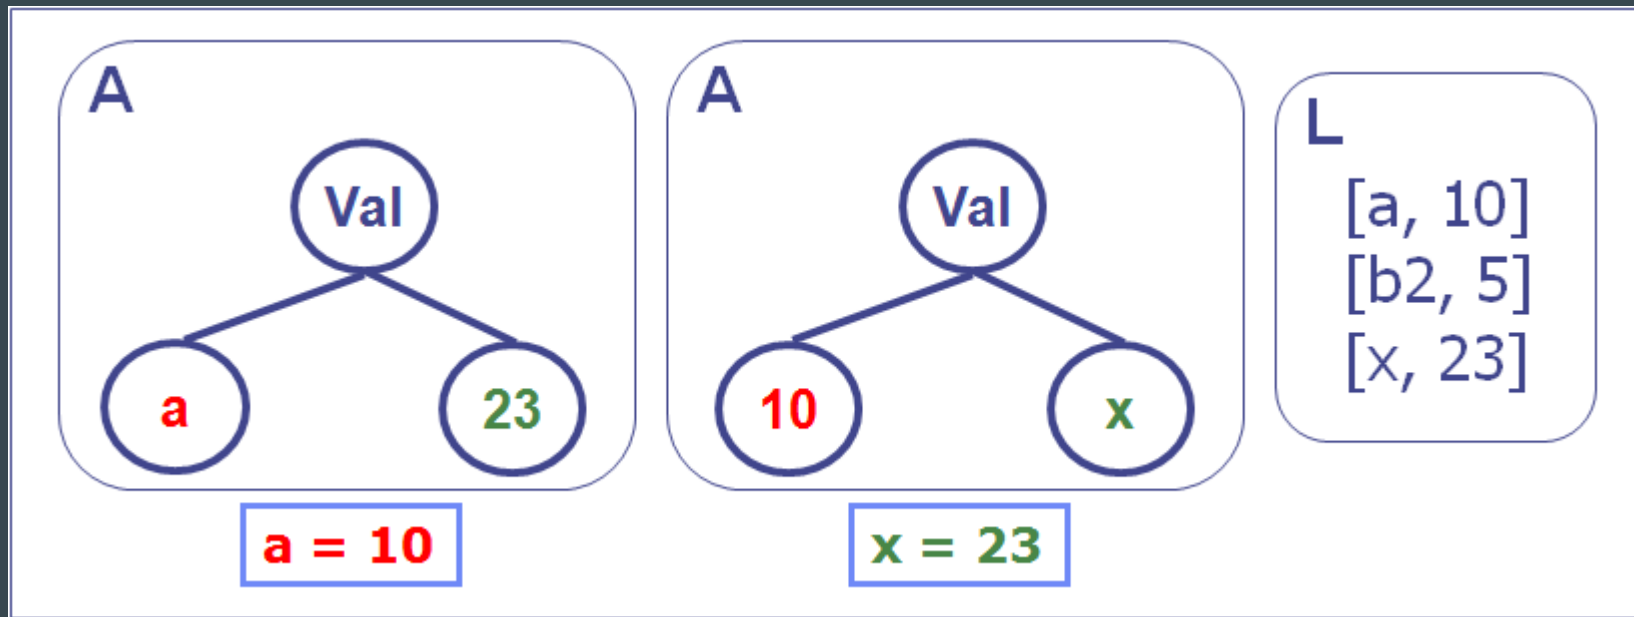 A
Val
a
23
a = 10
A
Val
10
x
x = 23
L
[a, 10]
[b2, 5]
[x, 23]